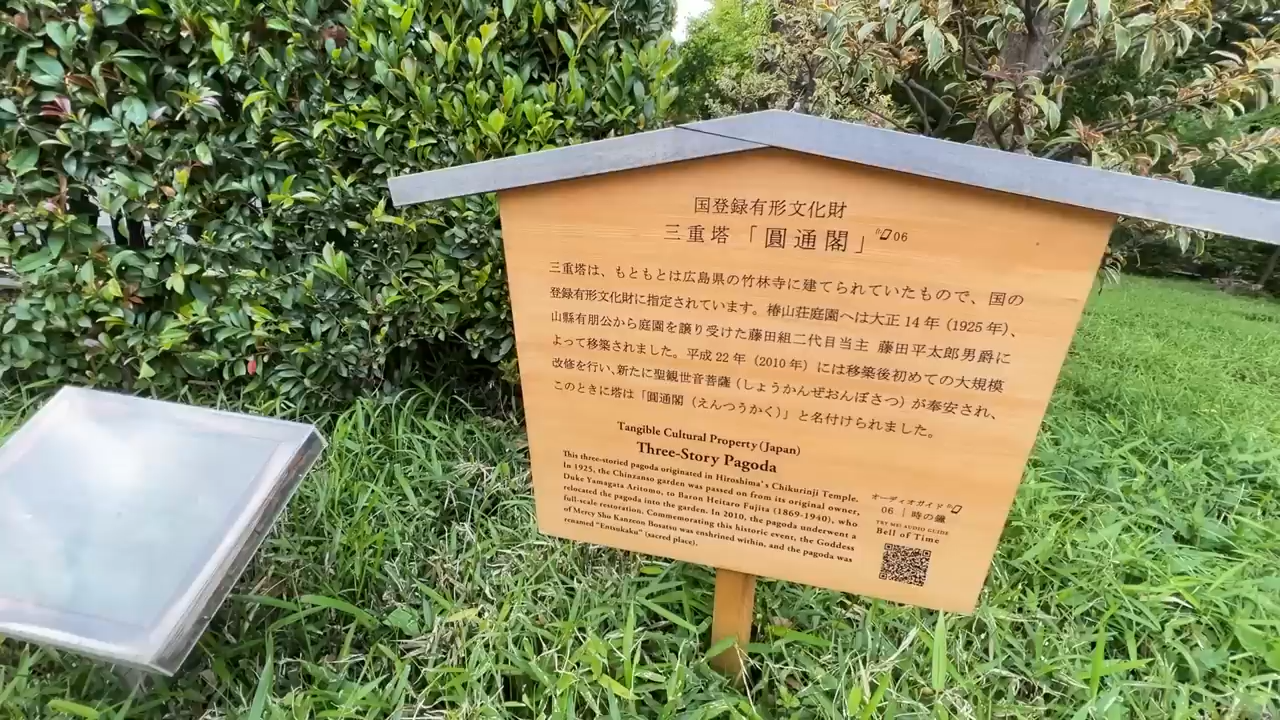 国登録有形文化財
三重塔「圓通閣」06
三重塔は、もともとは広島県の竹林寺に建てられていたもので、国の
登録有形文化財に指定されています。椿山荘庭園へは大正14年（1925年）、
山縣有朋公から庭園を譲り受けた藤田組二代目当主 藤田平太郎男爵に
よって移築されました。平成22年（2010年）には移築後初めての大規模
改修を行い、新たに聖観世音菩薩（しょうかんぜおんぼさつ）が奉安され、
このときに塔は「圓通閣（えんつうかく）」と名付けられました。
Tangible Cultural Property (Japan)
Three-Story Pagoda
This three-storied pagoda originated in Hiroshima's Chikurinji Temple.
In 1925, the Chinzanso garden was passed on from its original owner,
Duke Yamagata Aritomo, to Baron Heitaro Fujita (1869-1940), who
relocated the pagoda into the garden. In 2010, the pagoda underwent a
full-scale restoration. Commemorating this historic event, the Goddess
of Mercy Sho Kanzeon Bosatsu was enshrined within, and the pagoda was
renamed "Entsukaku" (sacred place).
オーディオガイド
06｜時の鐘
TRY ME! AUDIO GUIDE
Bell of Time